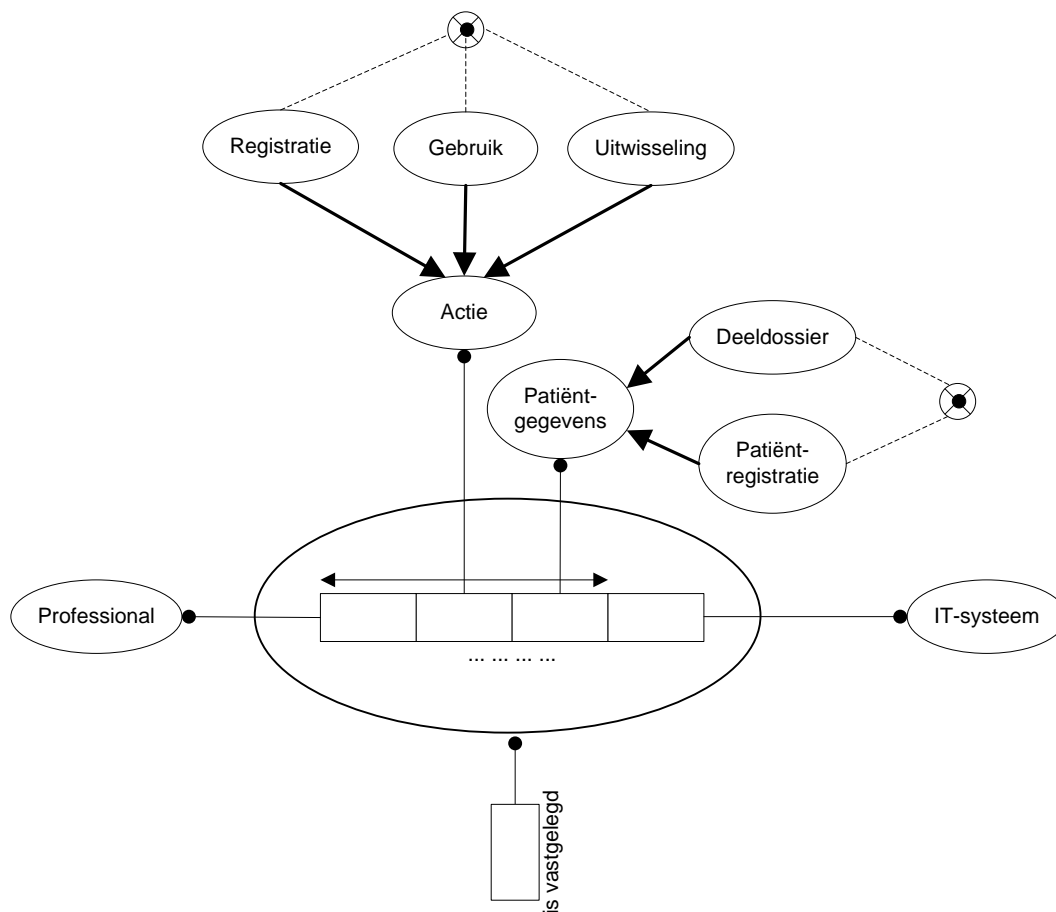 Registratie
Gebruik
Uitwisseling
Actie
Deeldossier
Patiënt-
gegevens
Patiënt-
registratie
Professional
IT-systeem
... ... ... ...
is vastgelegd